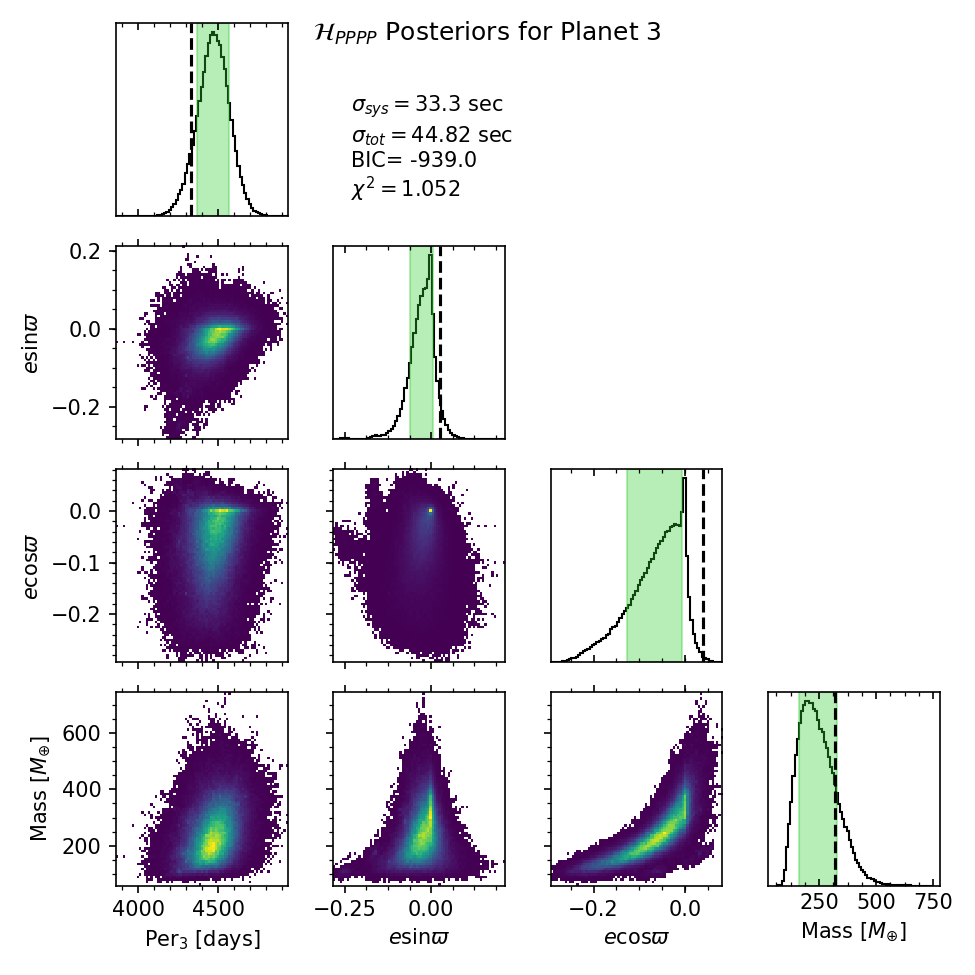 ℋ_PPPP Posteriors for Planet 3
σ_sys = 33.3 sec
σ_tot = 44.82 sec
BIC= -939.0
χ² = 1.052
0.2
0.0
−0.2
esinϖ
0.0
−0.1
−0.2
ecosϖ
600
400
200
Mass [M⊕]
4000 4500
Per₃ [days]
−0.25 0.00
esinϖ
−0.2 0.0
ecosϖ
250 750
Mass [M⊕]
500